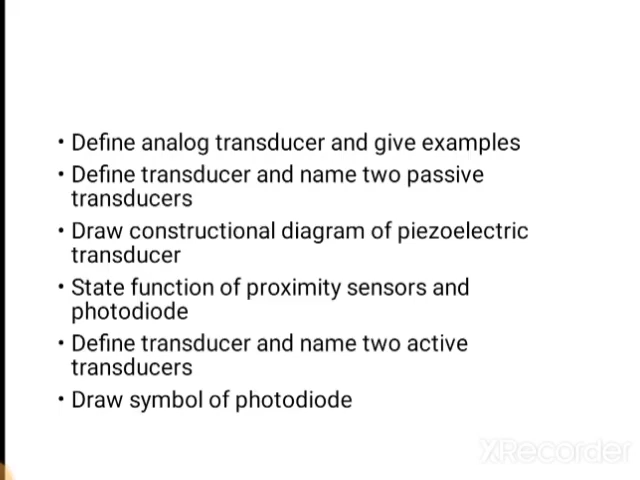 • Define analog transducer and give examples
• Define transducer and name two passive
transducers
• Draw constructional diagram of piezoelectric
transducer
• State function of proximity sensors and
photodiode
• Define transducer and name two active
transducers
• Draw symbol of photodiode
XRecorder